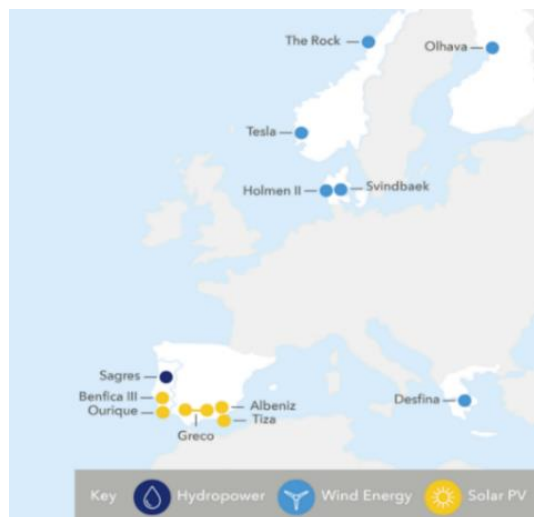 The Rock
Olhava
Tesla
Holmen II
Svindbaek
Sagres
Benfica III
Ourique
Albeniz
Tiza
Greco
Desfina
Key Hydropower Wind Energy Solar PV